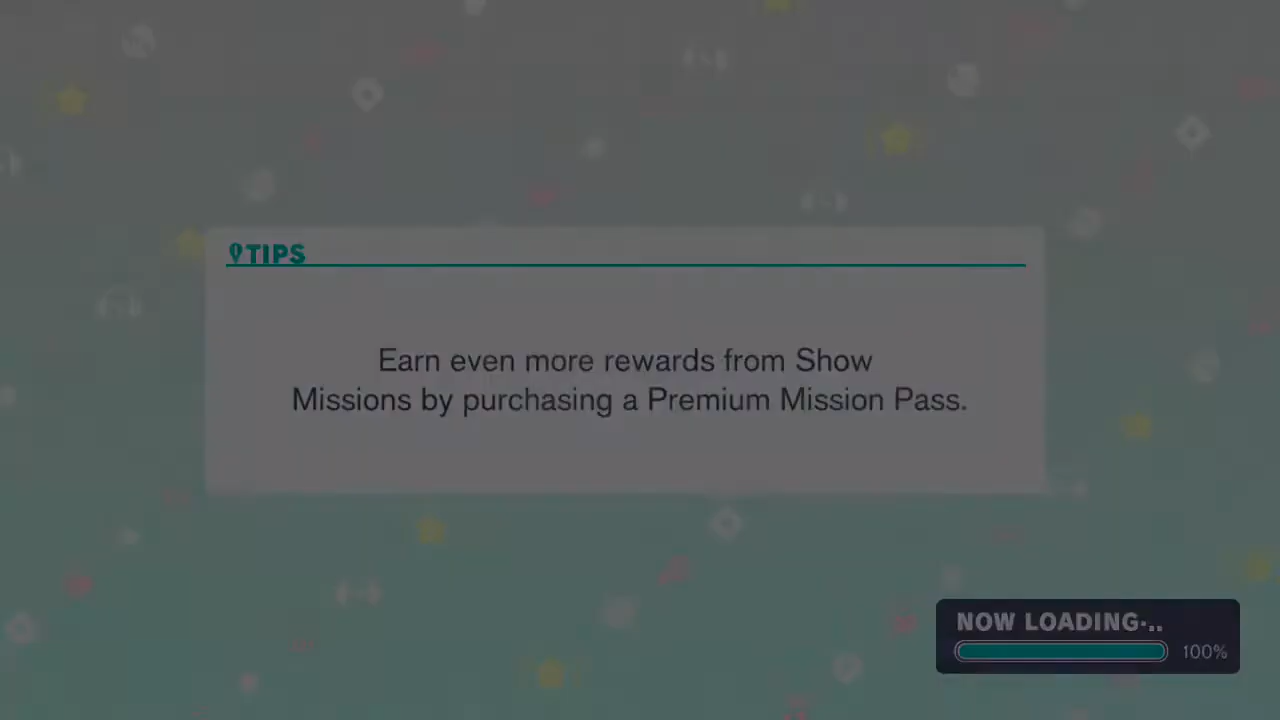 TIPS
Earn even more rewards from Show
Missions by purchasing a Premium Mission Pass.
NOW LOADING...
100%